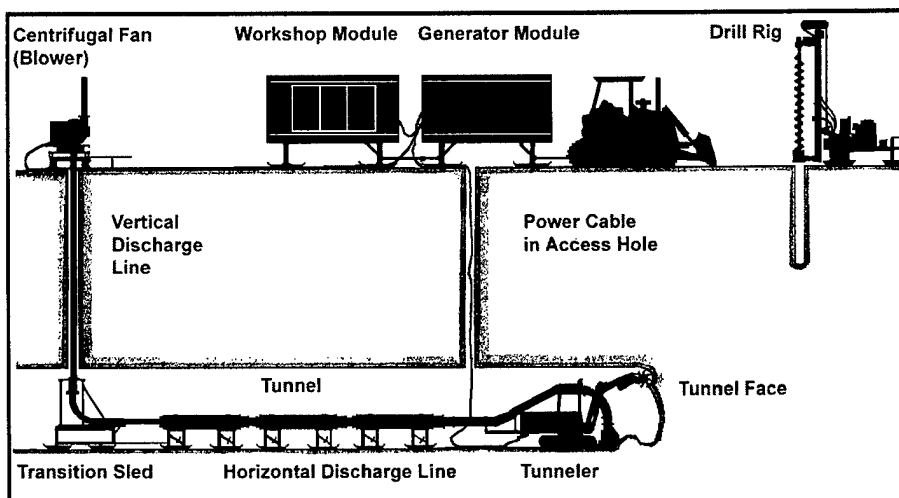 Centrifugal Fan
(Blower)
Workshop Module
Generator Module
Drill Rig
Vertical
Discharge
Line
Power Cable
in Access Hole
Tunnel
Tunnel Face
Transition Sled
Horizontal Discharge Line
Tunneler